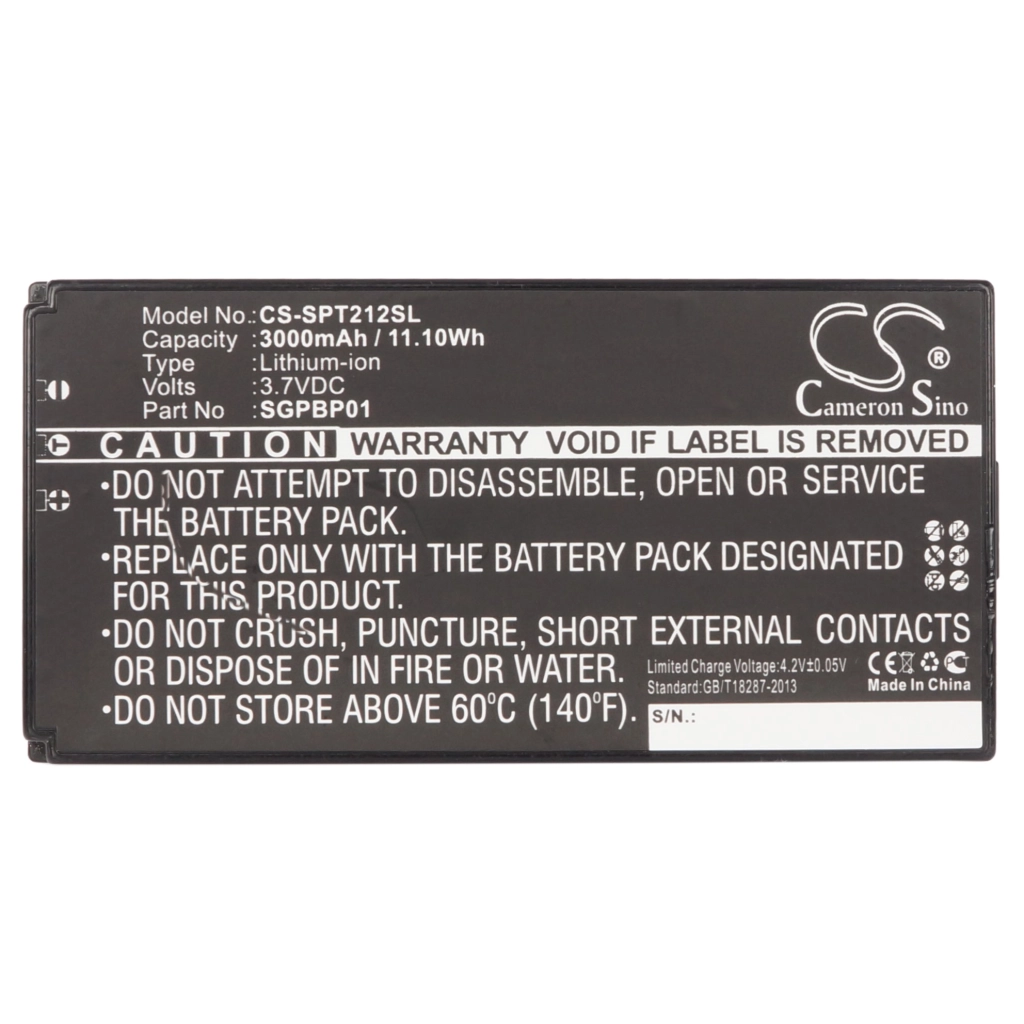 Model No.: CS-SPT212SL
Capacity : 3000mAh / 11.10Wh
Type : Lithium-ion
Volts : 3.7VDC
Part No : SGPBP01
CS ®
Cameron Sino
CAUTION WARRANTY VOID IF LABEL IS REMOVED
•DO NOT ATTEMPT TO DISASSEMBLE, OPEN OR SERVICE
THE BATTERY PACK.
•REPLACE ONLY WITH THE BATTERY PACK DESIGNATED
FOR THIS PRODUCT.
•DO NOT CRUSH, PUNCTURE, SHORT EXTERNAL CONTACTS
OR DISPOSE OF IN FIRE OR WATER.
•DO NOT STORE ABOVE 60°C (140°F).
Limited Charge Voltage:4.2V±0.05V
Standard:GB/T18287-2013
CE
Made In China
S/N.: